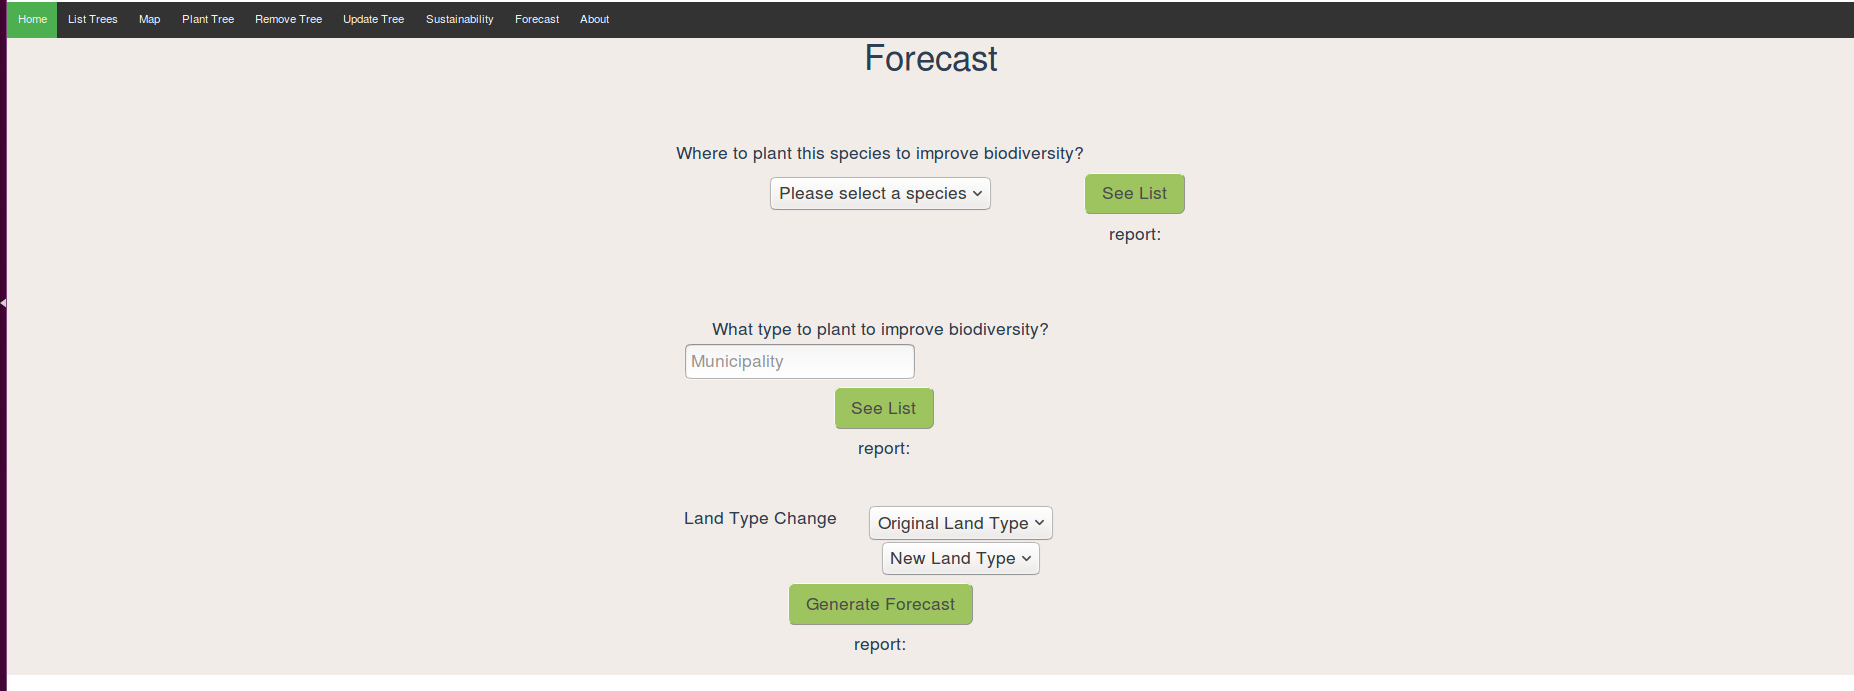 Home List Trees Map Plant Tree Remove Tree Update Tree Sustainability Forecast About
Forecast
Where to plant this species to improve biodiversity?
Please select a species See List
report:
What type to plant to improve biodiversity?
Municipality
See List
report:
Land Type Change Original Land Type
New Land Type
Generate Forecast
report: